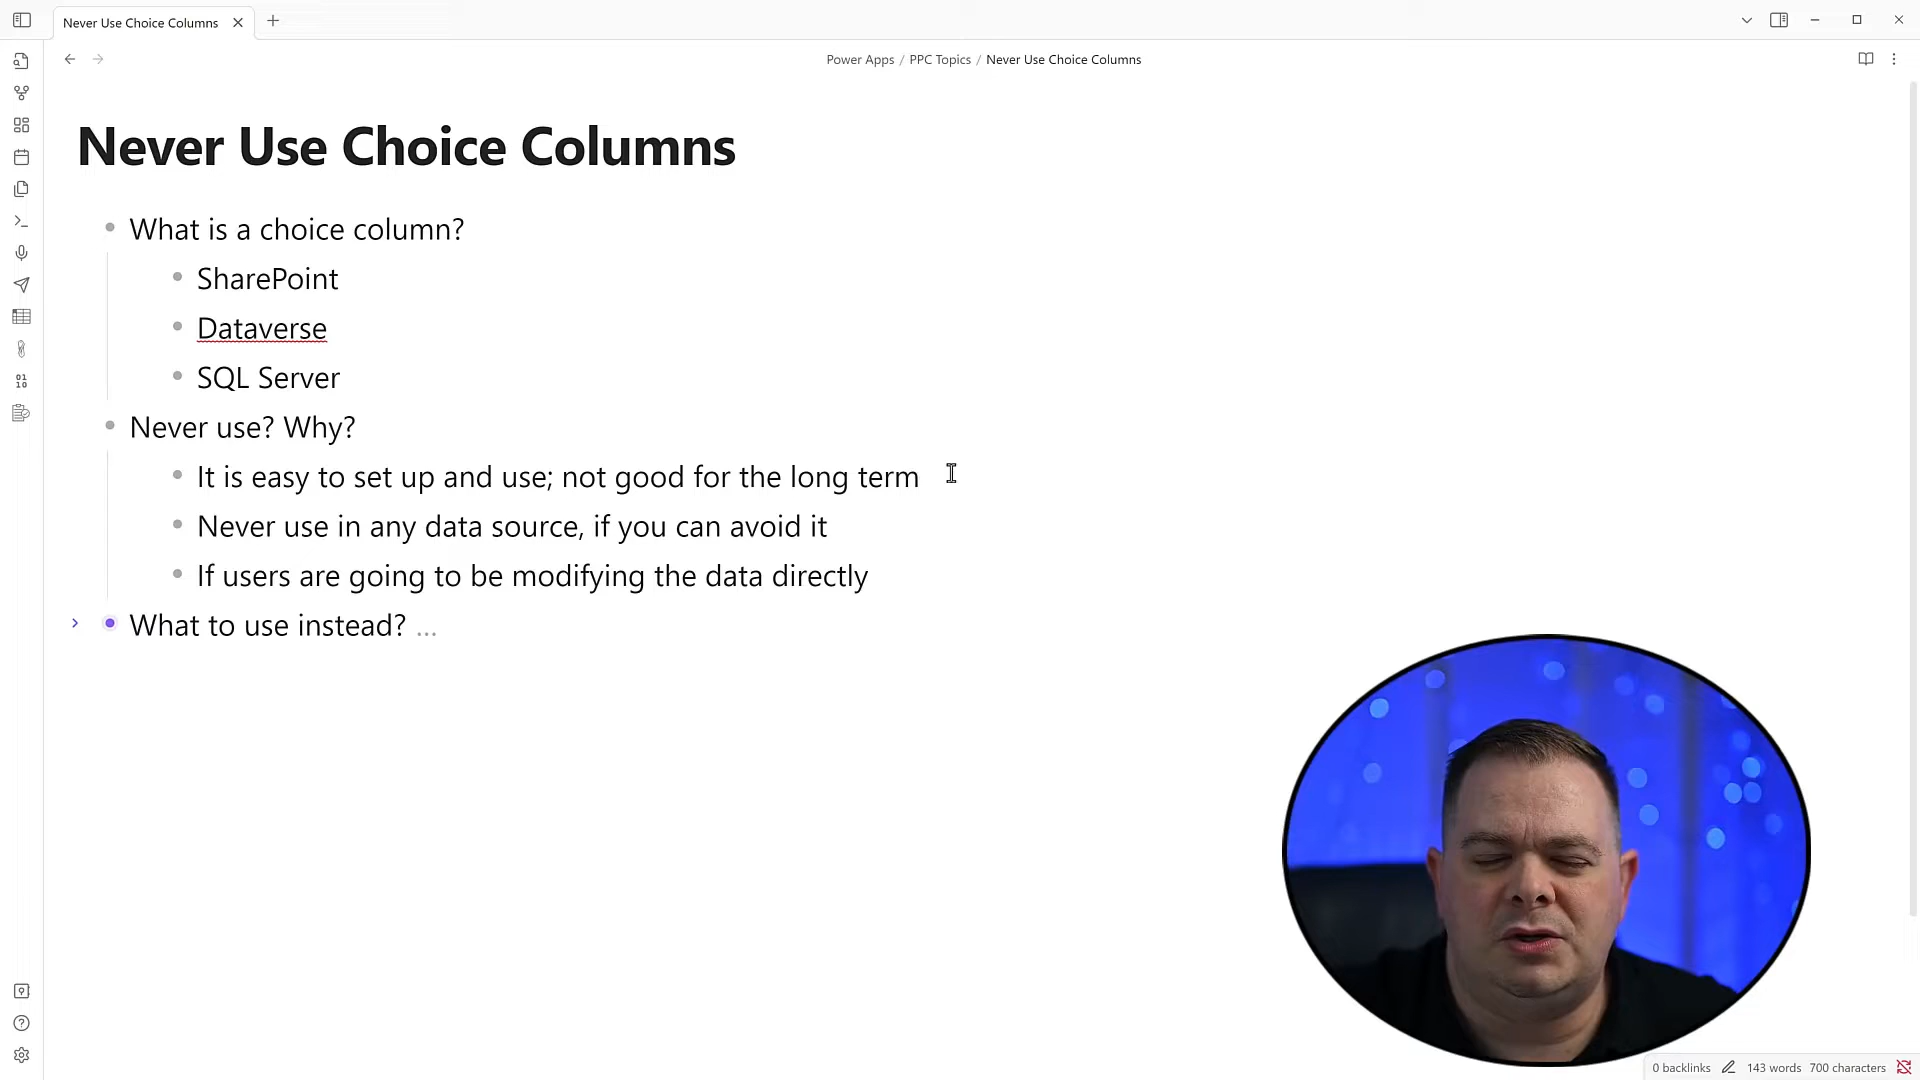 Never Use Choice Columns
Power Apps / PPC Topics / Never Use Choice Columns
Never Use Choice Columns
What is a choice column?
SharePoint
Dataverse
SQL Server
Never use? Why?
It is easy to set up and use; not good for the long term
Never use in any data source, if you can avoid it
If users are going to be modifying the data directly
What to use instead? ...
0 backlinks 143 words 700 characters